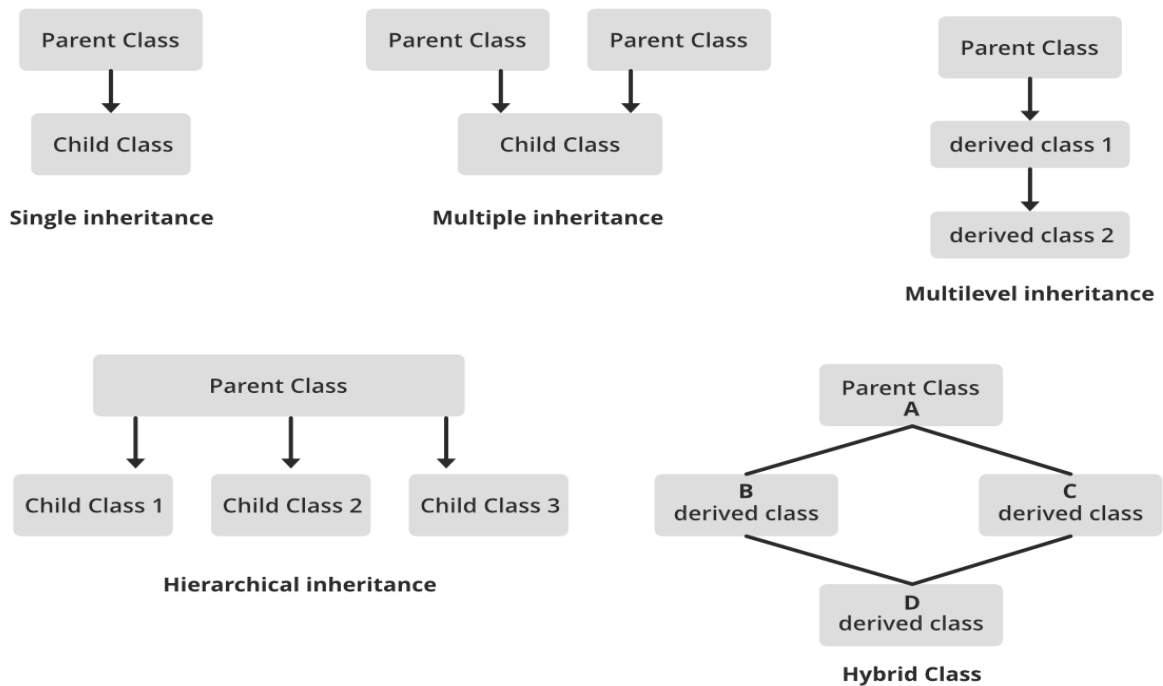 Parent Class
Child Class
Single inheritance
Parent Class
Parent Class
Child Class
Multiple inheritance
Parent Class
derived class 1
derived class 2
Multilevel inheritance
Parent Class
Child Class 1
Child Class 2
Child Class 3
Hierarchical inheritance
Parent Class
A
B
derived class
C
derived class
D
derived class
Hybrid Class